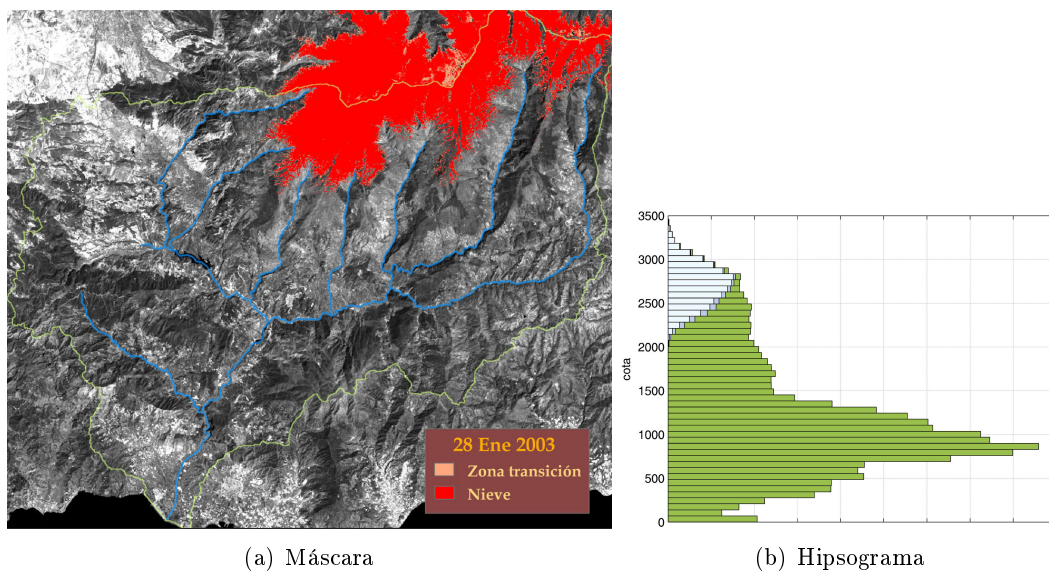 28 Ene 2003
Zona transición
Nieve
3500
3000
2500
2000
1500
1000
500
0
cota
(a) Máscara
(b) Hipsograma